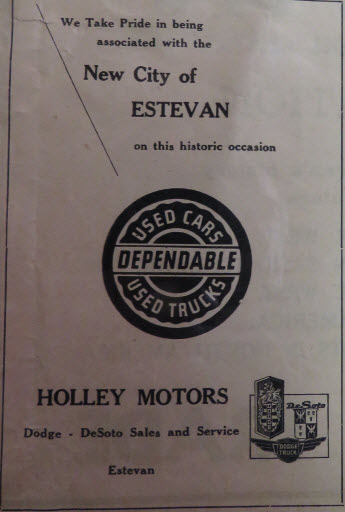 We Take Pride in being
associated with the
New City of
ESTEVAN
on this historic occasion
USED CARS
DEPENDABLE
USED TRUCKS
HOLLEY MOTORS
Dodge - DeSoto Sales and Service
Estevan
DeSoto
DODGE
TRUCK